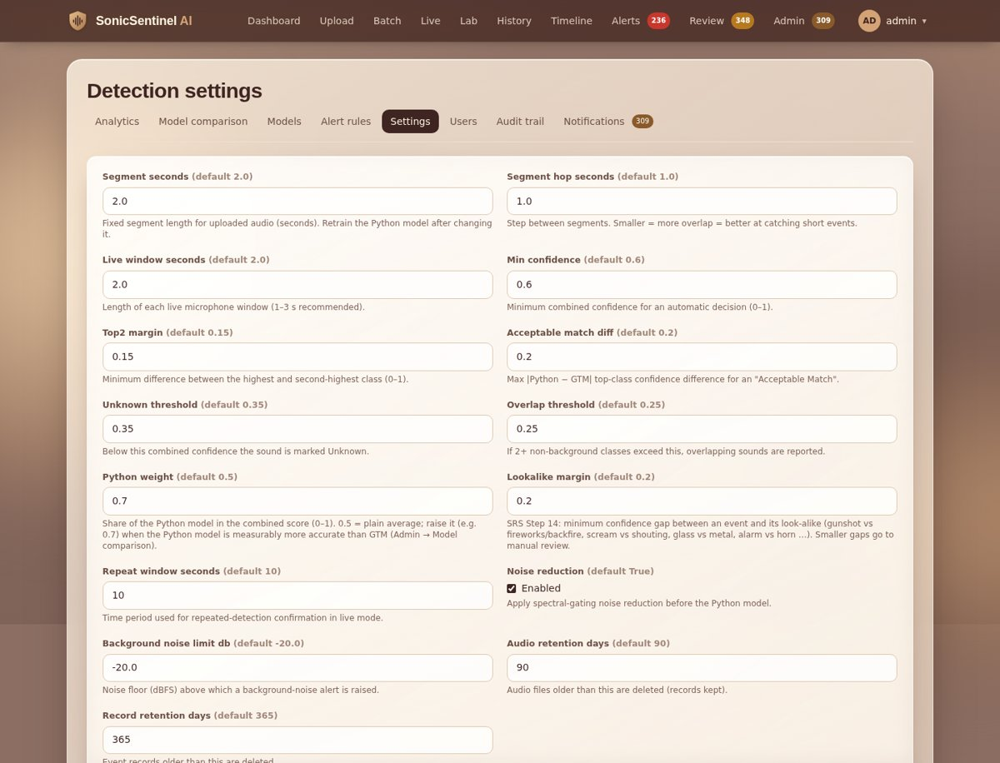 SonicSentinel AI
Dashboard Upload Batch Live Lab History Timeline Alerts 236 Review 348 Admin 309 AD admin ▾
Detection settings
Analytics Model comparison Models Alert rules Settings Users Audit trail Notifications 309
Segment seconds (default 2.0)
2.0
Fixed segment length for uploaded audio (seconds). Retrain the Python model after changing
it.
Segment hop seconds (default 1.0)
1.0
Step between segments. Smaller = more overlap = better at catching short events.
Live window seconds (default 2.0)
2.0
Length of each live microphone window (1–3 s recommended).
Min confidence (default 0.6)
0.6
Minimum combined confidence for an automatic decision (0–1).
Top2 margin (default 0.15)
0.15
Minimum difference between the highest and second-highest class (0–1).
Acceptable match diff (default 0.2)
0.2
Max |Python − GTM| top-class confidence difference for an "Acceptable Match".
Unknown threshold (default 0.35)
0.35
Below this combined confidence the sound is marked Unknown.
Overlap threshold (default 0.25)
0.25
If 2+ non-background classes exceed this, overlapping sounds are reported.
Python weight (default 0.5)
0.7
Share of the Python model in the combined score (0–1). 0.5 = plain average; raise it (e.g.
0.7) when the Python model is measurably more accurate than GTM (Admin → Model
comparison).
Lookalike margin (default 0.2)
0.2
SRS Step 14: minimum confidence gap between an event and its look-alike (gunshot vs
fireworks/backfire, scream vs shouting, glass vs metal, alarm vs horn …). Smaller gaps go to
manual review.
Repeat window seconds (default 10)
10
Time period used for repeated-detection confirmation in live mode.
Noise reduction (default True)
Enabled
Apply spectral-gating noise reduction before the Python model.
Background noise limit db (default -20.0)
-20.0
Noise floor (dBFS) above which a background-noise alert is raised.
Audio retention days (default 90)
90
Audio files older than this are deleted (records kept).
Record retention days (default 365)
365
Event records older than this are deleted.